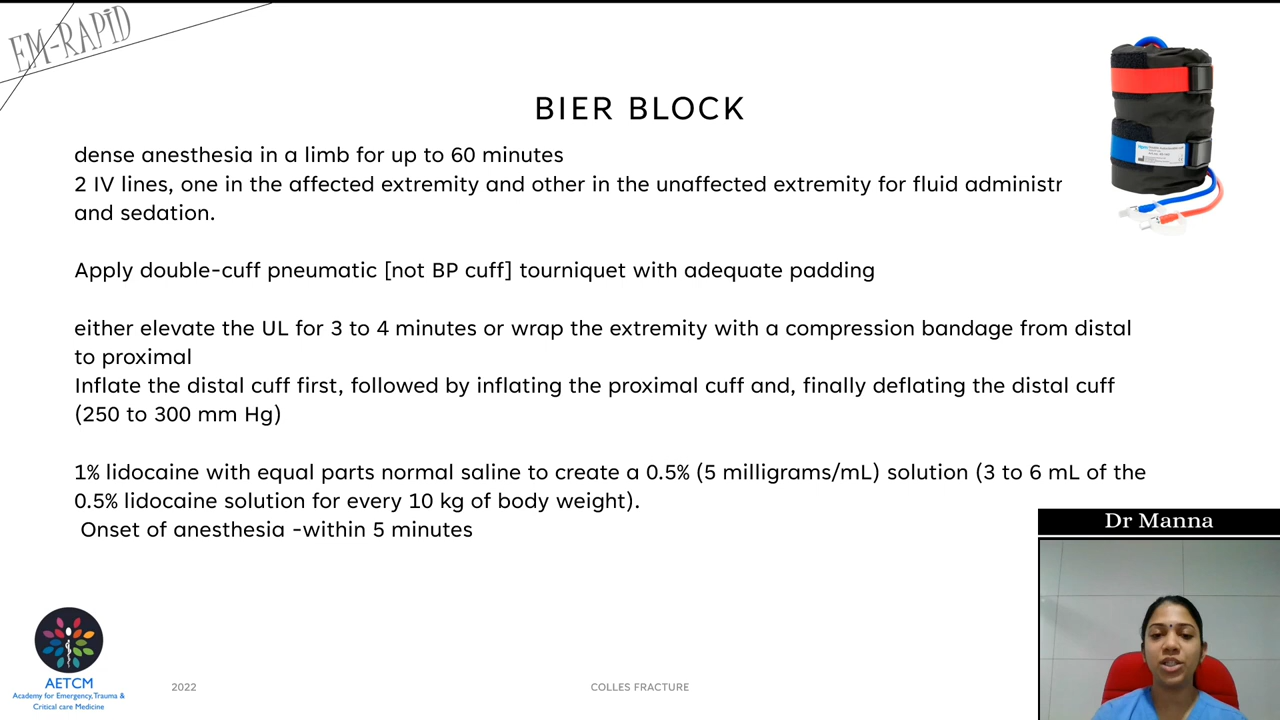 EM-RAPID
BIER BLOCK
dense anesthesia in a limb for up to 60 minutes
2 IV lines, one in the affected extremity and other in the unaffected extremity for fluid administr
and sedation.
Apply double-cuff pneumatic [not BP cuff] tourniquet with adequate padding
either elevate the UL for 3 to 4 minutes or wrap the extremity with a compression bandage from distal
to proximal
Inflate the distal cuff first, followed by inflating the proximal cuff and, finally deflating the distal cuff
(250 to 300 mm Hg)
1% lidocaine with equal parts normal saline to create a 0.5% (5 milligrams/mL) solution (3 to 6 mL of the
0.5% lidocaine solution for every 10 kg of body weight).
Onset of anesthesia -within 5 minutes
Dr Manna
AETCM
Academy for Emergency, Trauma &
Critical care Medicine
2022
COLLES FRACTURE